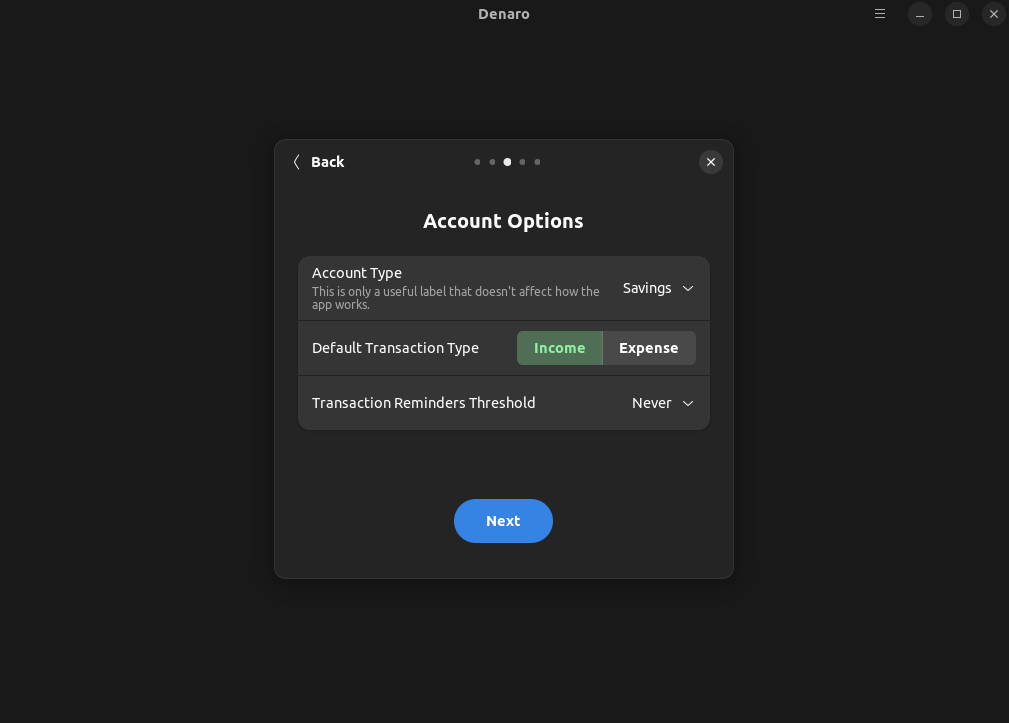 Denaro
Back
Account Options
Account Type
This is only a useful label that doesn't affect how the
app works.
Savings
Default Transaction Type
Income
Expense
Transaction Reminders Threshold
Never
Next